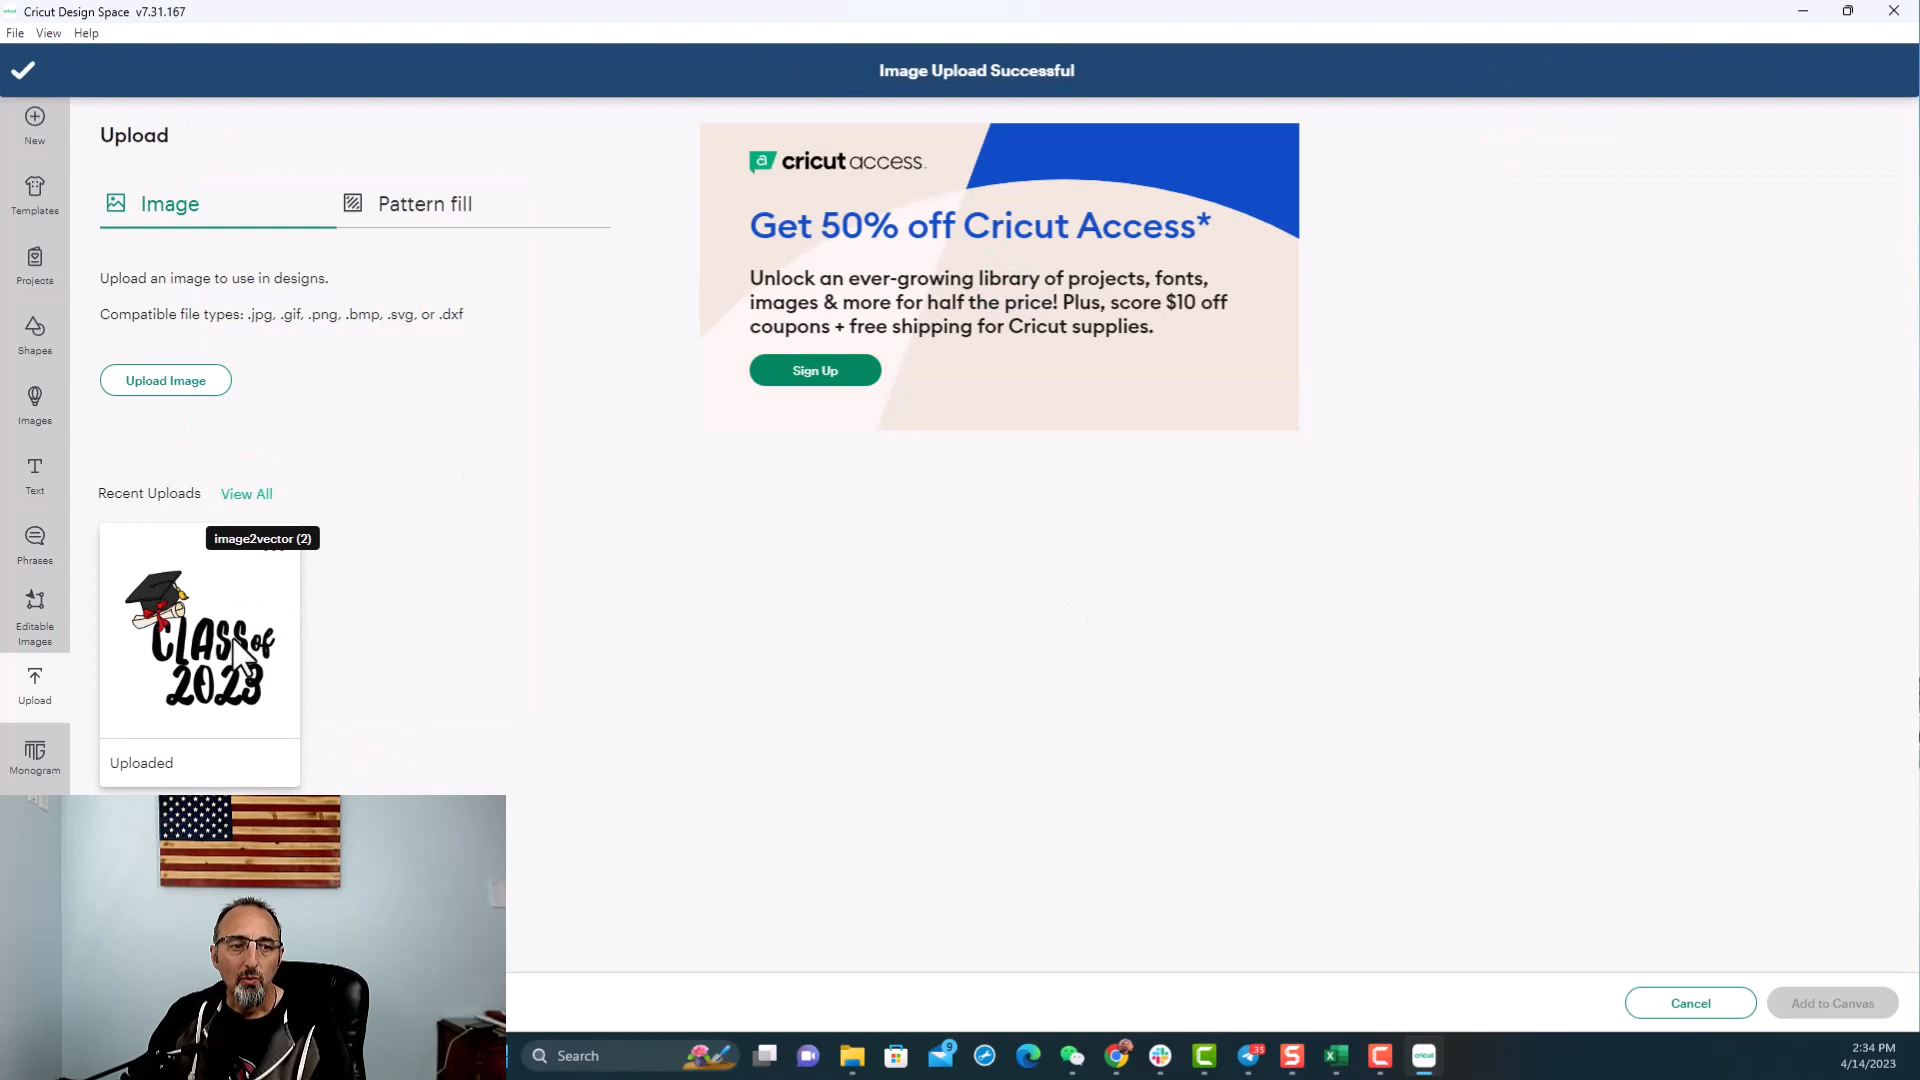 Cricut Design Space v7.31.167
File View Help
Image Upload Successful
New
Templates
Projects
Shapes
Images
Text
Phrases
Editable
Images
Upload
Monogram
Upload
Image Pattern fill
Upload an image to use in designs.
Compatible file types: .jpg, .gif, .png, .bmp, .svg, or .dxf
Upload Image
Recent Uploads View All
image2vector (2)
CLASS of
2023
Uploaded
cricut access
Get 50% off Cricut Access*
Unlock an ever-growing library of projects, fonts,
images & more for half the price! Plus, score $10 off
coupons + free shipping for Cricut supplies.
Sign Up
Cancel Add to Canvas
Search
9
35
cricut
2:34 PM
4/14/2023